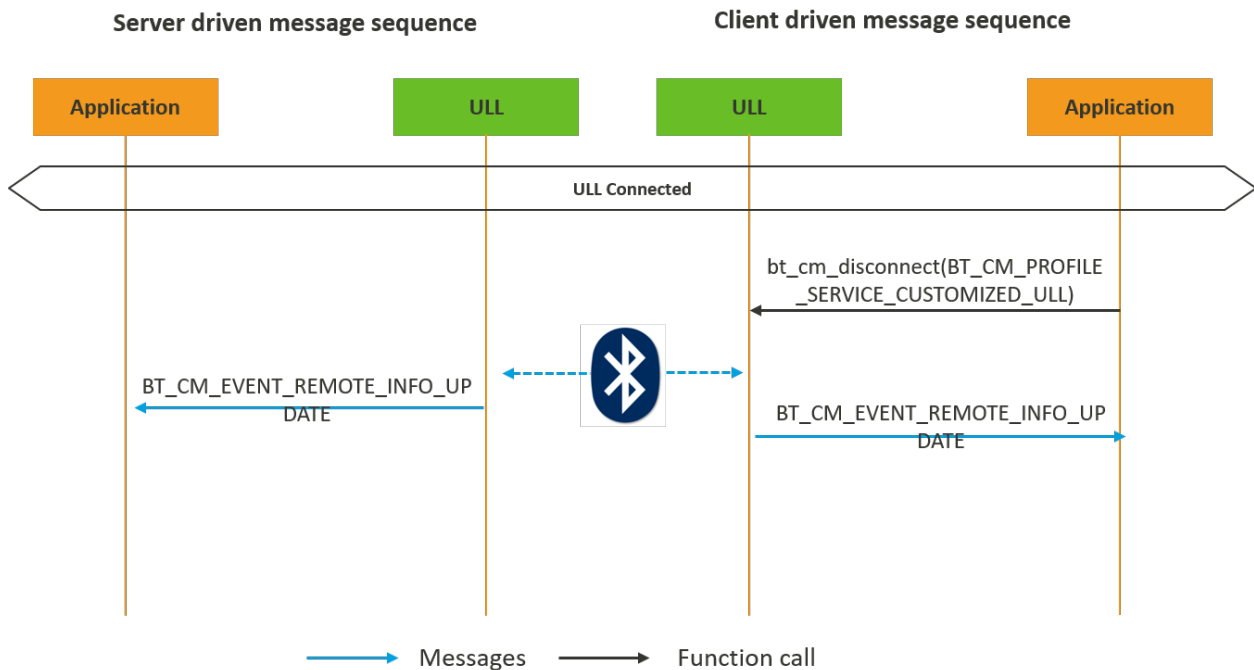 Server driven message sequence
Client driven message sequence
Application
ULL
ULL
Application
ULL Connected
bt_cm_disconnect(BT_CM_PROFILE
_SERVICE_CUSTOMIZED_ULL)
BT_CM_EVENT_REMOTE_INFO_UP
DATE
BT_CM_EVENT_REMOTE_INFO_UP
DATE
Messages
Function call